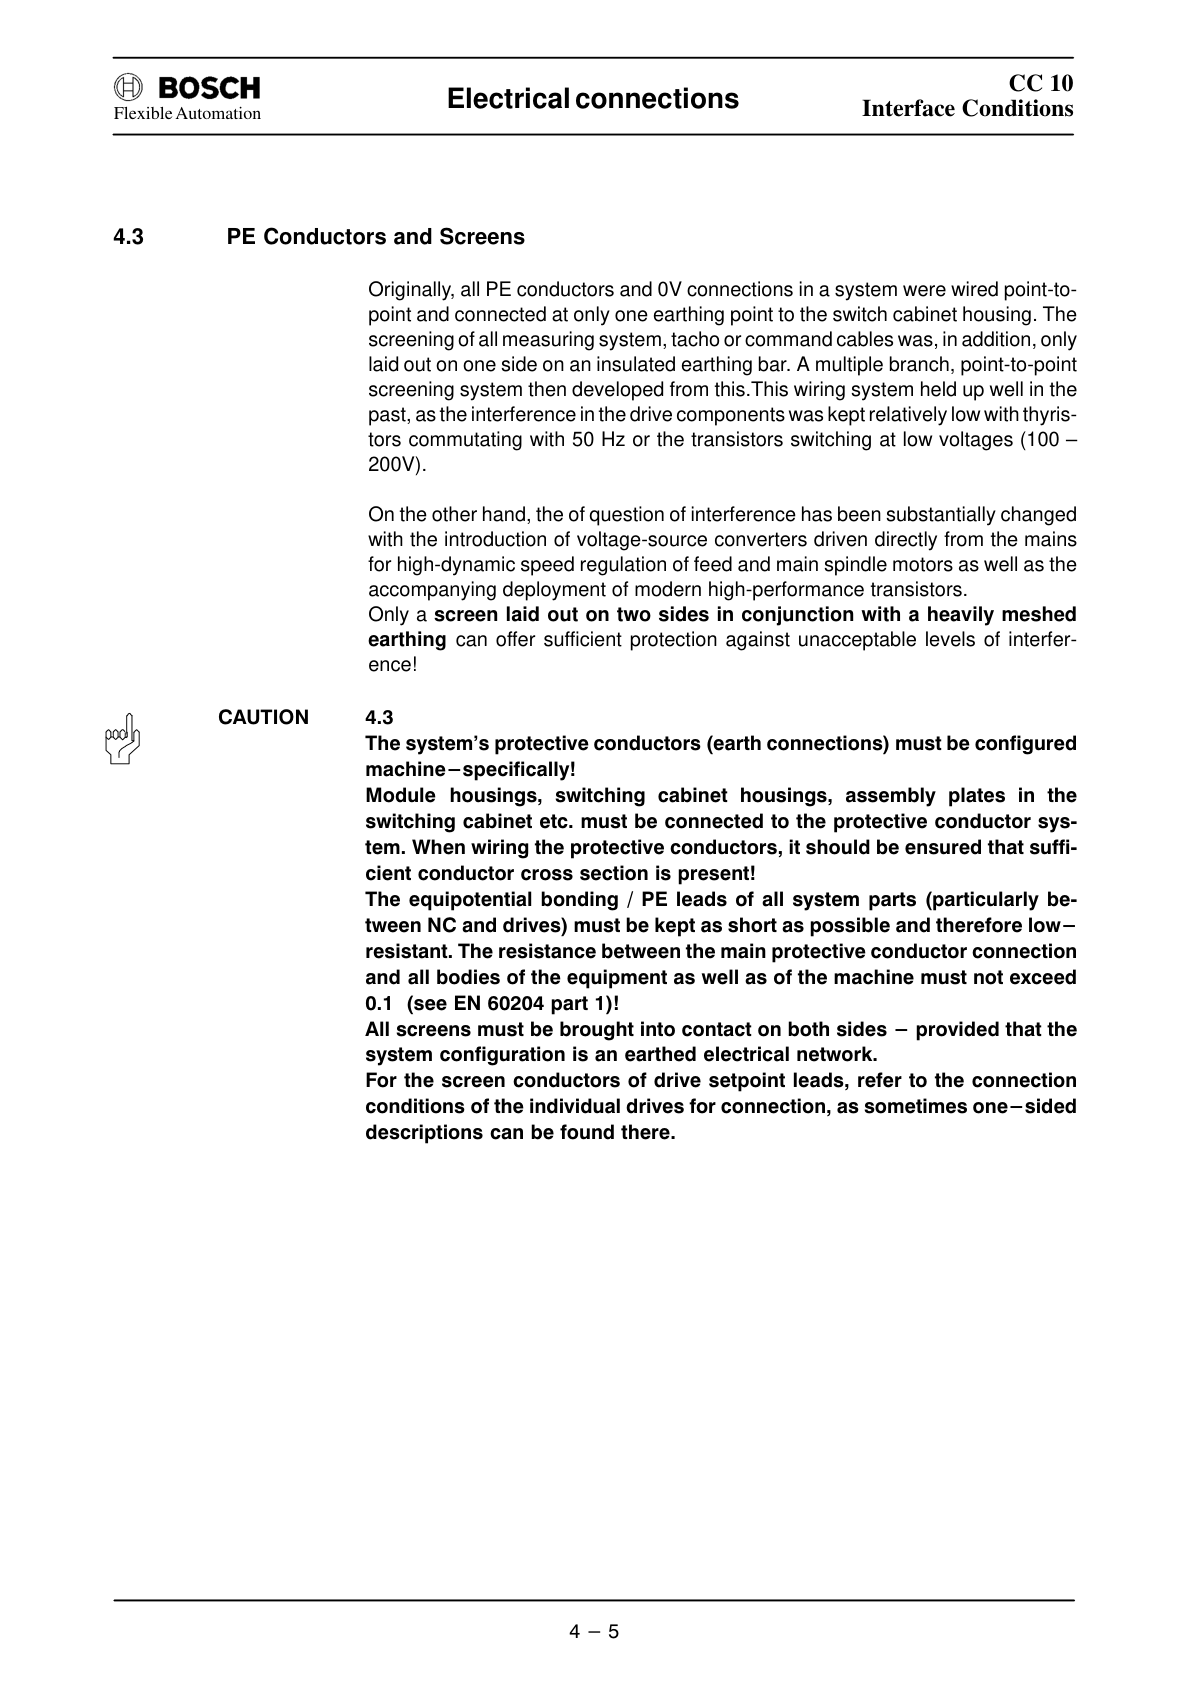 BOSCH
Flexible Automation
Electrical connections
CC 10
Interface Conditions
4.3 PE Conductors and Screens
Originally, all PE conductors and 0V connections in a system were wired point-to-
point and connected at only one earthing point to the switch cabinet housing. The
screening of all measuring system, tacho or command cables was, in addition, only
laid out on one side on an insulated earthing bar. A multiple branch, point-to-point
screening system then developed from this.This wiring system held up well in the
past, as the interference in the drive components was kept relatively low with thyris-
tors commutating with 50 Hz or the transistors switching at low voltages (100 –
200V).
On the other hand, the of question of interference has been substantially changed
with the introduction of voltage-source converters driven directly from the mains
for high-dynamic speed regulation of feed and main spindle motors as well as the
accompanying deployment of modern high-performance transistors.
Only a screen laid out on two sides in conjunction with a heavily meshed
earthing can offer sufficient protection against unacceptable levels of interfer-
ence!
CAUTION 4.3
The system's protective conductors (earth connections) must be configured
machine–specifically!
Module housings, switching cabinet housings, assembly plates in the
switching cabinet etc. must be connected to the protective conductor sys-
tem. When wiring the protective conductors, it should be ensured that suffi-
cient conductor cross section is present!
The equipotential bonding / PE leads of all system parts (particularly be-
tween NC and drives) must be kept as short as possible and therefore low–
resistant. The resistance between the main protective conductor connection
and all bodies of the equipment as well as of the machine must not exceed
0.1 (see EN 60204 part 1)!
All screens must be brought into contact on both sides – provided that the
system configuration is an earthed electrical network.
For the screen conductors of drive setpoint leads, refer to the connection
conditions of the individual drives for connection, as sometimes one–sided
descriptions can be found there.
4 – 5